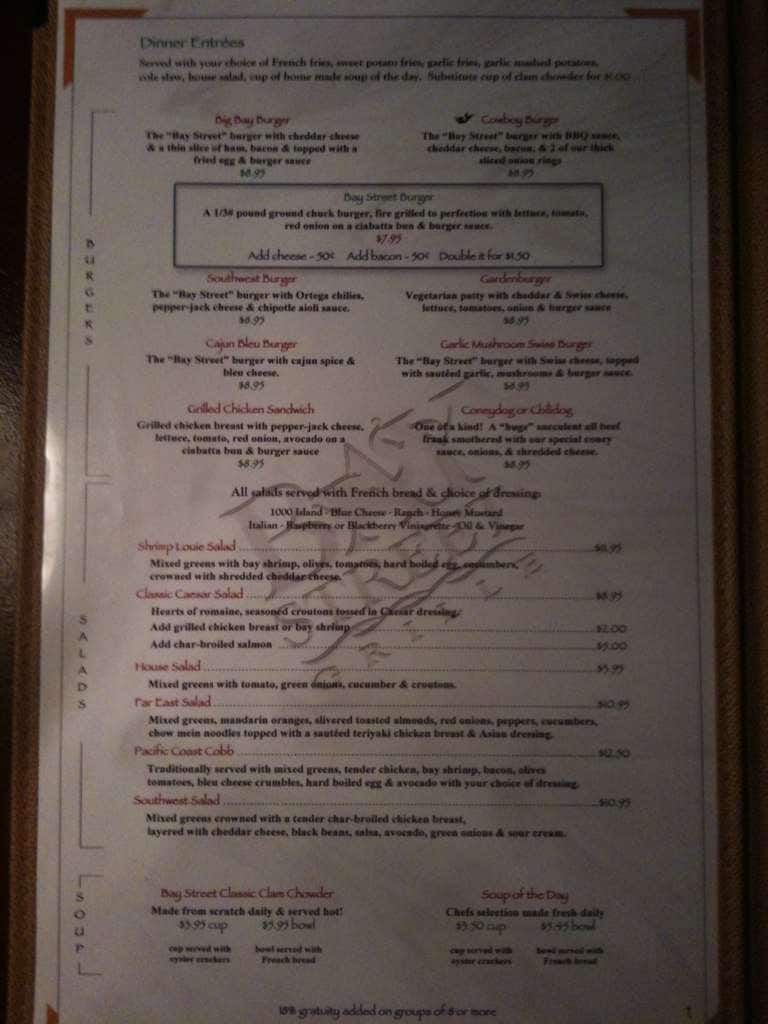 Dinner Entrées
Served with your choice of French fries, sweet potato fries, garlic fries, garlic mashed potatoes,
cole slaw, house salad, cup of home made soup of the day. Substitute cup of clam chowder for $1.00
BURGERS
Big Bay Burger
The "Bay Street" burger with cheddar cheese
& a thin slice of ham, bacon & topped with a
fried egg & burger sauce
$8.95
Cowboy Burger
The "Bay Street" burger with BBQ sauce,
cheddar cheese, bacon, & 2 of our thick
sliced onion rings
$8.95
Bay Street Burger
A 1/3# pound ground chuck burger, fire grilled to perfection with lettuce, tomato,
red onion on a ciabatta bun & burger sauce.
$7.95
Add cheese - 50¢ Add bacon - 50¢ Double it for $1.50
Southwest Burger
The "Bay Street" burger with Ortega chilies,
pepper-jack cheese & chipotle aioli sauce.
$8.95
Gardenburger
Vegetarian patty with cheddar & Swiss cheese,
lettuce, tomatoes, onion & burger sauce
$8.95
Cajun Bleu Burger
The "Bay Street" burger with cajun spice &
bleu cheese.
$8.95
Garlic Mushroom Swiss Burger
The "Bay Street" burger with Swiss cheese, topped
with sautéed garlic, mushrooms & burger sauce.
$8.95
Grilled Chicken Sandwich
Grilled chicken breast with pepper-jack cheese,
lettuce, tomato, red onion, avocado on a
ciabatta bun & burger sauce
$8.95
Coneydog or Chilidog
One of a kind! A "huge" succulent all beef
frank smothered with our special coney
sauce, onions, & shredded cheese.
$8.95
SALADS
All salads served with French bread & choice of dressing:
1000 Island - Blue Cheese - Ranch - Honey Mustard
Italian - Raspberry or Blackberry Vinaigrette - Oil & Vinegar
Shrimp Louie Salad
Mixed greens with bay shrimp, olives, tomatoes, hard boiled egg, cucumbers,
crowned with shredded cheddar cheese.
Classic Caesar Salad $8.95
Hearts of romaine, seasoned croutons tossed in Caesar dressing.
Add grilled chicken breast or bay shrimp $2.00
Add char-broiled salmon $5.00
House Salad $5.95
Mixed greens with tomato, green onions, cucumber & croutons.
Far East Salad $10.95
Mixed greens, mandarin oranges, slivered toasted almonds, red onions, peppers, cucumbers,
chow mein noodles topped with a sautéed teriyaki chicken breast & Asian dressing.
Pacific Coast Cobb $12.50
Traditionally served with mixed greens, tender chicken, bay shrimp, bacon, olives
tomatoes, bleu cheese crumbles, hard boiled egg & avocado with your choice of dressing.
Southwest Salad $10.95
Mixed greens crowned with a tender char-broiled chicken breast,
layered with cheddar cheese, black beans, salsa, avocado, green onions & sour cream.
SOUP
Bay Street Classic Clam Chowder
Made from scratch daily & served hot!
$3.95 cup $5.95 bowl
cup served with bowl served with
oyster crackers French bread
Soup of the Day
Chefs selection made fresh daily
$3.50 cup $5.45 bowl
cup served with bowl served with
oyster crackers French bread
18% gratuity added on groups of 8 or more